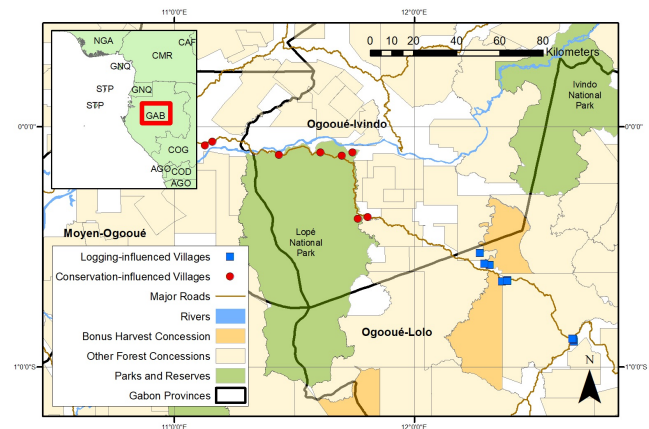 11°0'0"E
12°0'0"E
NGA
CAF
CMR
GNQ
STP
GNQ
STP
GAB
COG
AGO
COD
AGO
0 10 20 40 60 80
Kilometers
Ivindo
National
Park
0°0'0"
0°0'0"
Ogooué-Ivindo
Moyen-Ogooué
Lopé
National
Park
Logging-influenced Villages
Conservation-influenced Villages
Major Roads
Rivers
Bonus Harvest Concession
Other Forest Concessions
Parks and Reserves
Gabon Provinces
Ogooué-Lolo
N
1°0'0"S
1°0'0"S
11°0'0"E
12°0'0"E